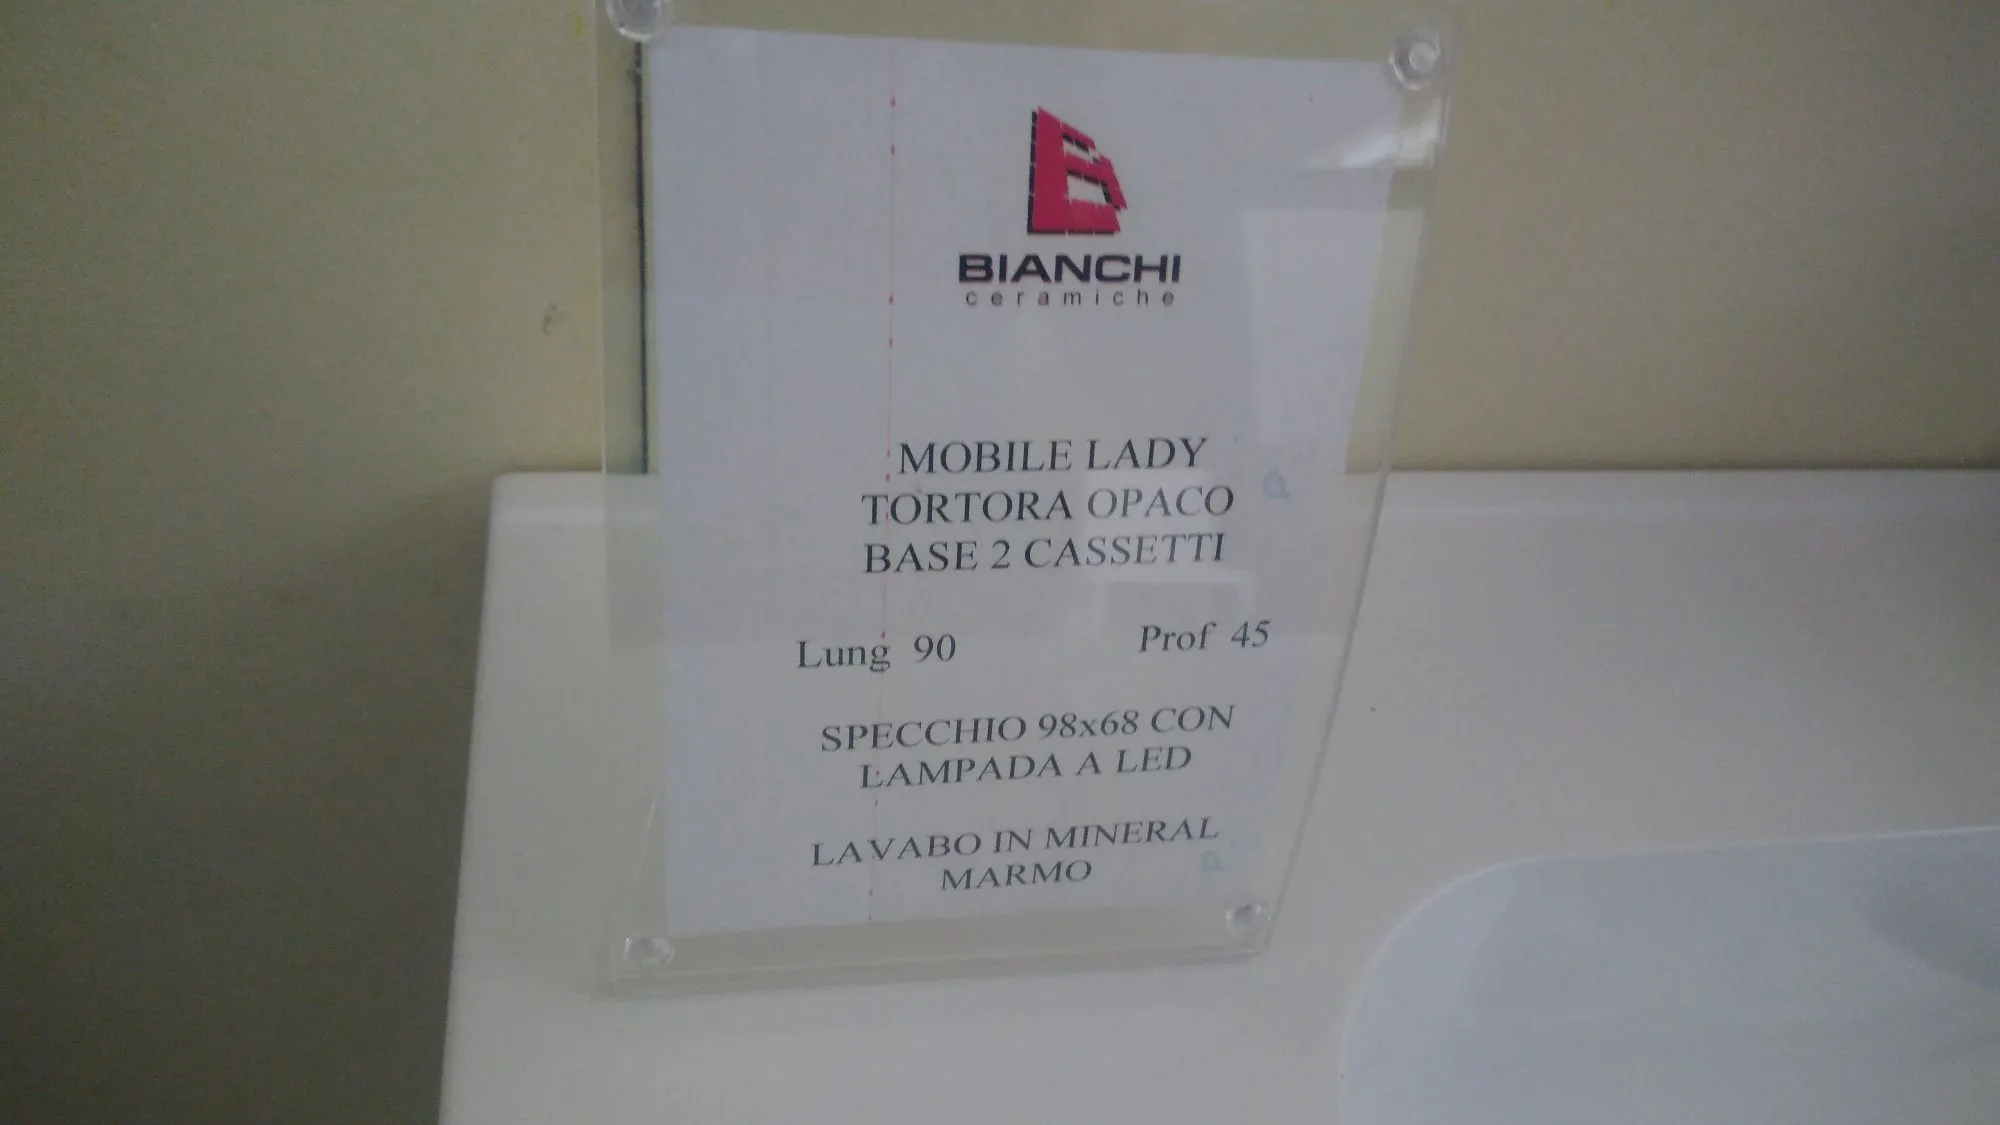 BIANCHI
ceramiche
MOBILE LADY
TORTORA OPACO
BASE 2 CASSETTI
Lung 90 Prof 45
SPECCHIO 98x68 CON
LAMPADA A LED
LAVABO IN MINERAL
MARMO